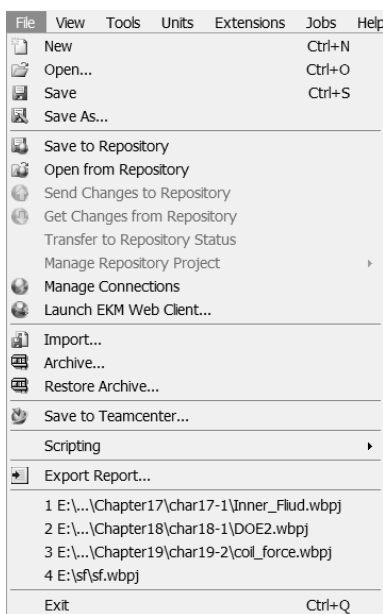 File View Tools Units Extensions Jobs Help
New Ctrl+N
Open... Ctrl+O
Save Ctrl+S
Save As...
Save to Repository
Open from Repository
Send Changes to Repository
Get Changes from Repository
Transfer to Repository Status
Manage Repository Project
Manage Connections
Launch EKM Web Client...
Import...
Archive...
Restore Archive...
Save to Teamcenter...
Scripting
Export Report...
1 E:\...\Chapter17\char17-1\Inner_Fliud.wbpj
2 E:\...\Chapter18\char18-1\DOE2.wbpj
3 E:\...\Chapter19\char19-2\coil_force.wbpj
4 E:\sf\sf.wbpj
Exit Ctrl+Q